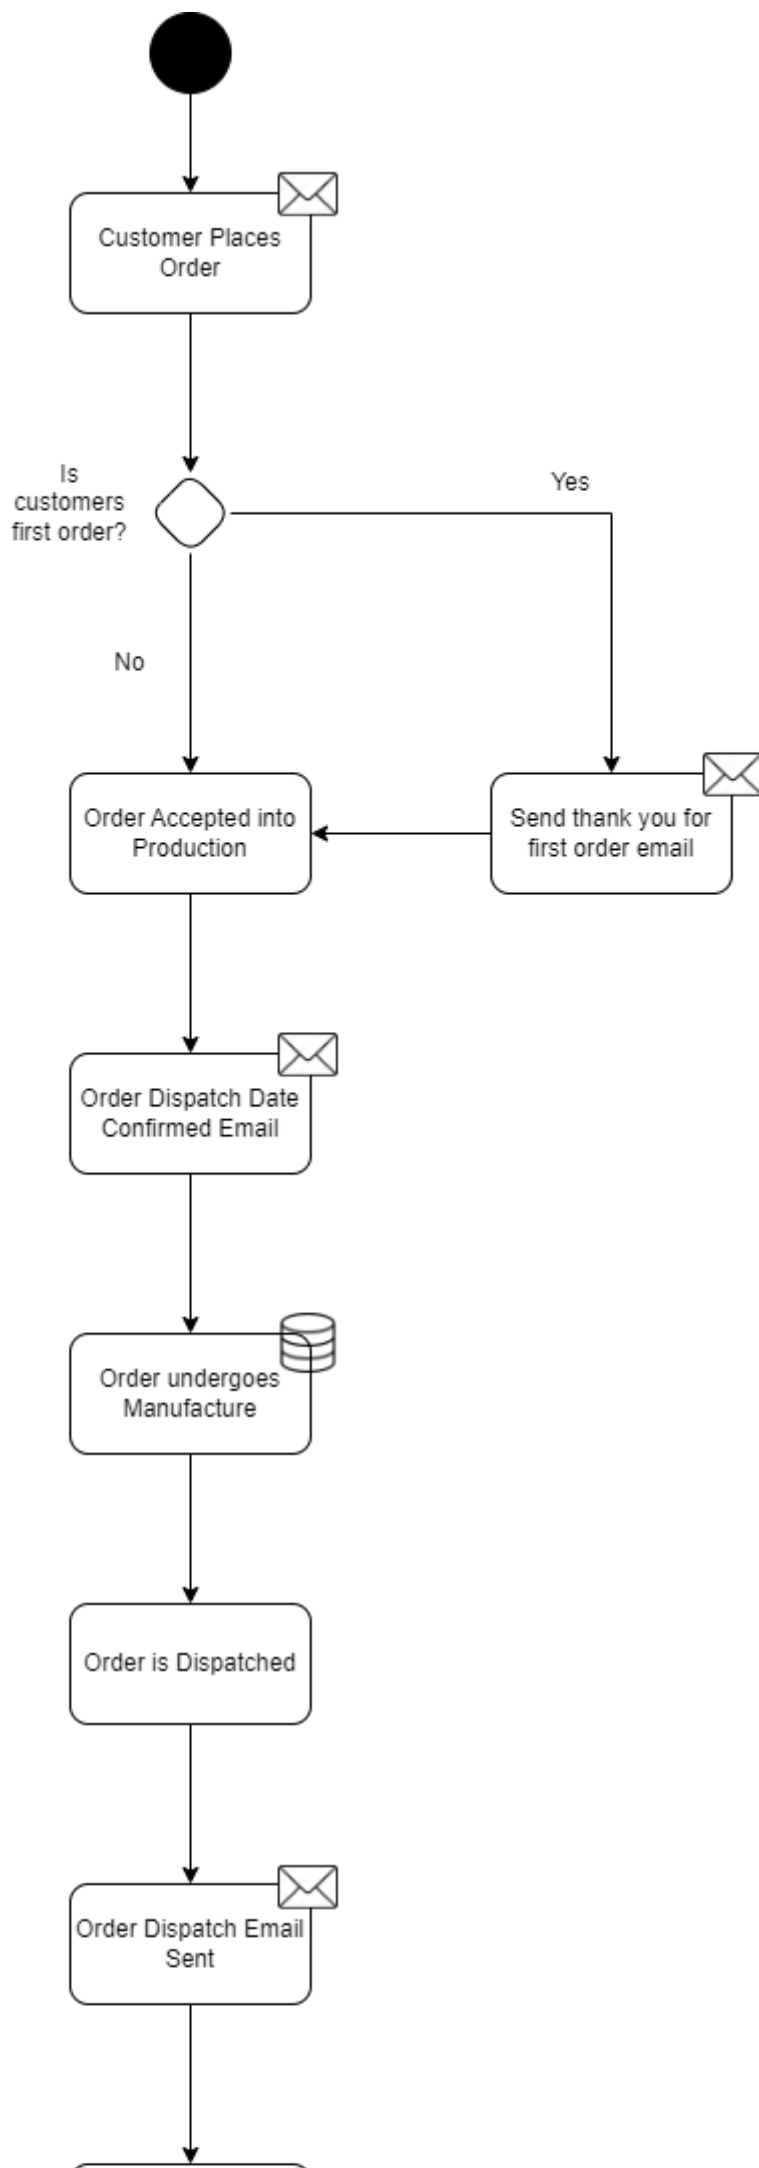 Customer Places
Order
Is
customers
first order?
Yes
No
Order Accepted into
Production
Send thank you for
first order email
Order Dispatch Date
Confirmed Email
Order undergoes
Manufacture
Order is Dispatched
Order Dispatch Email
Sent